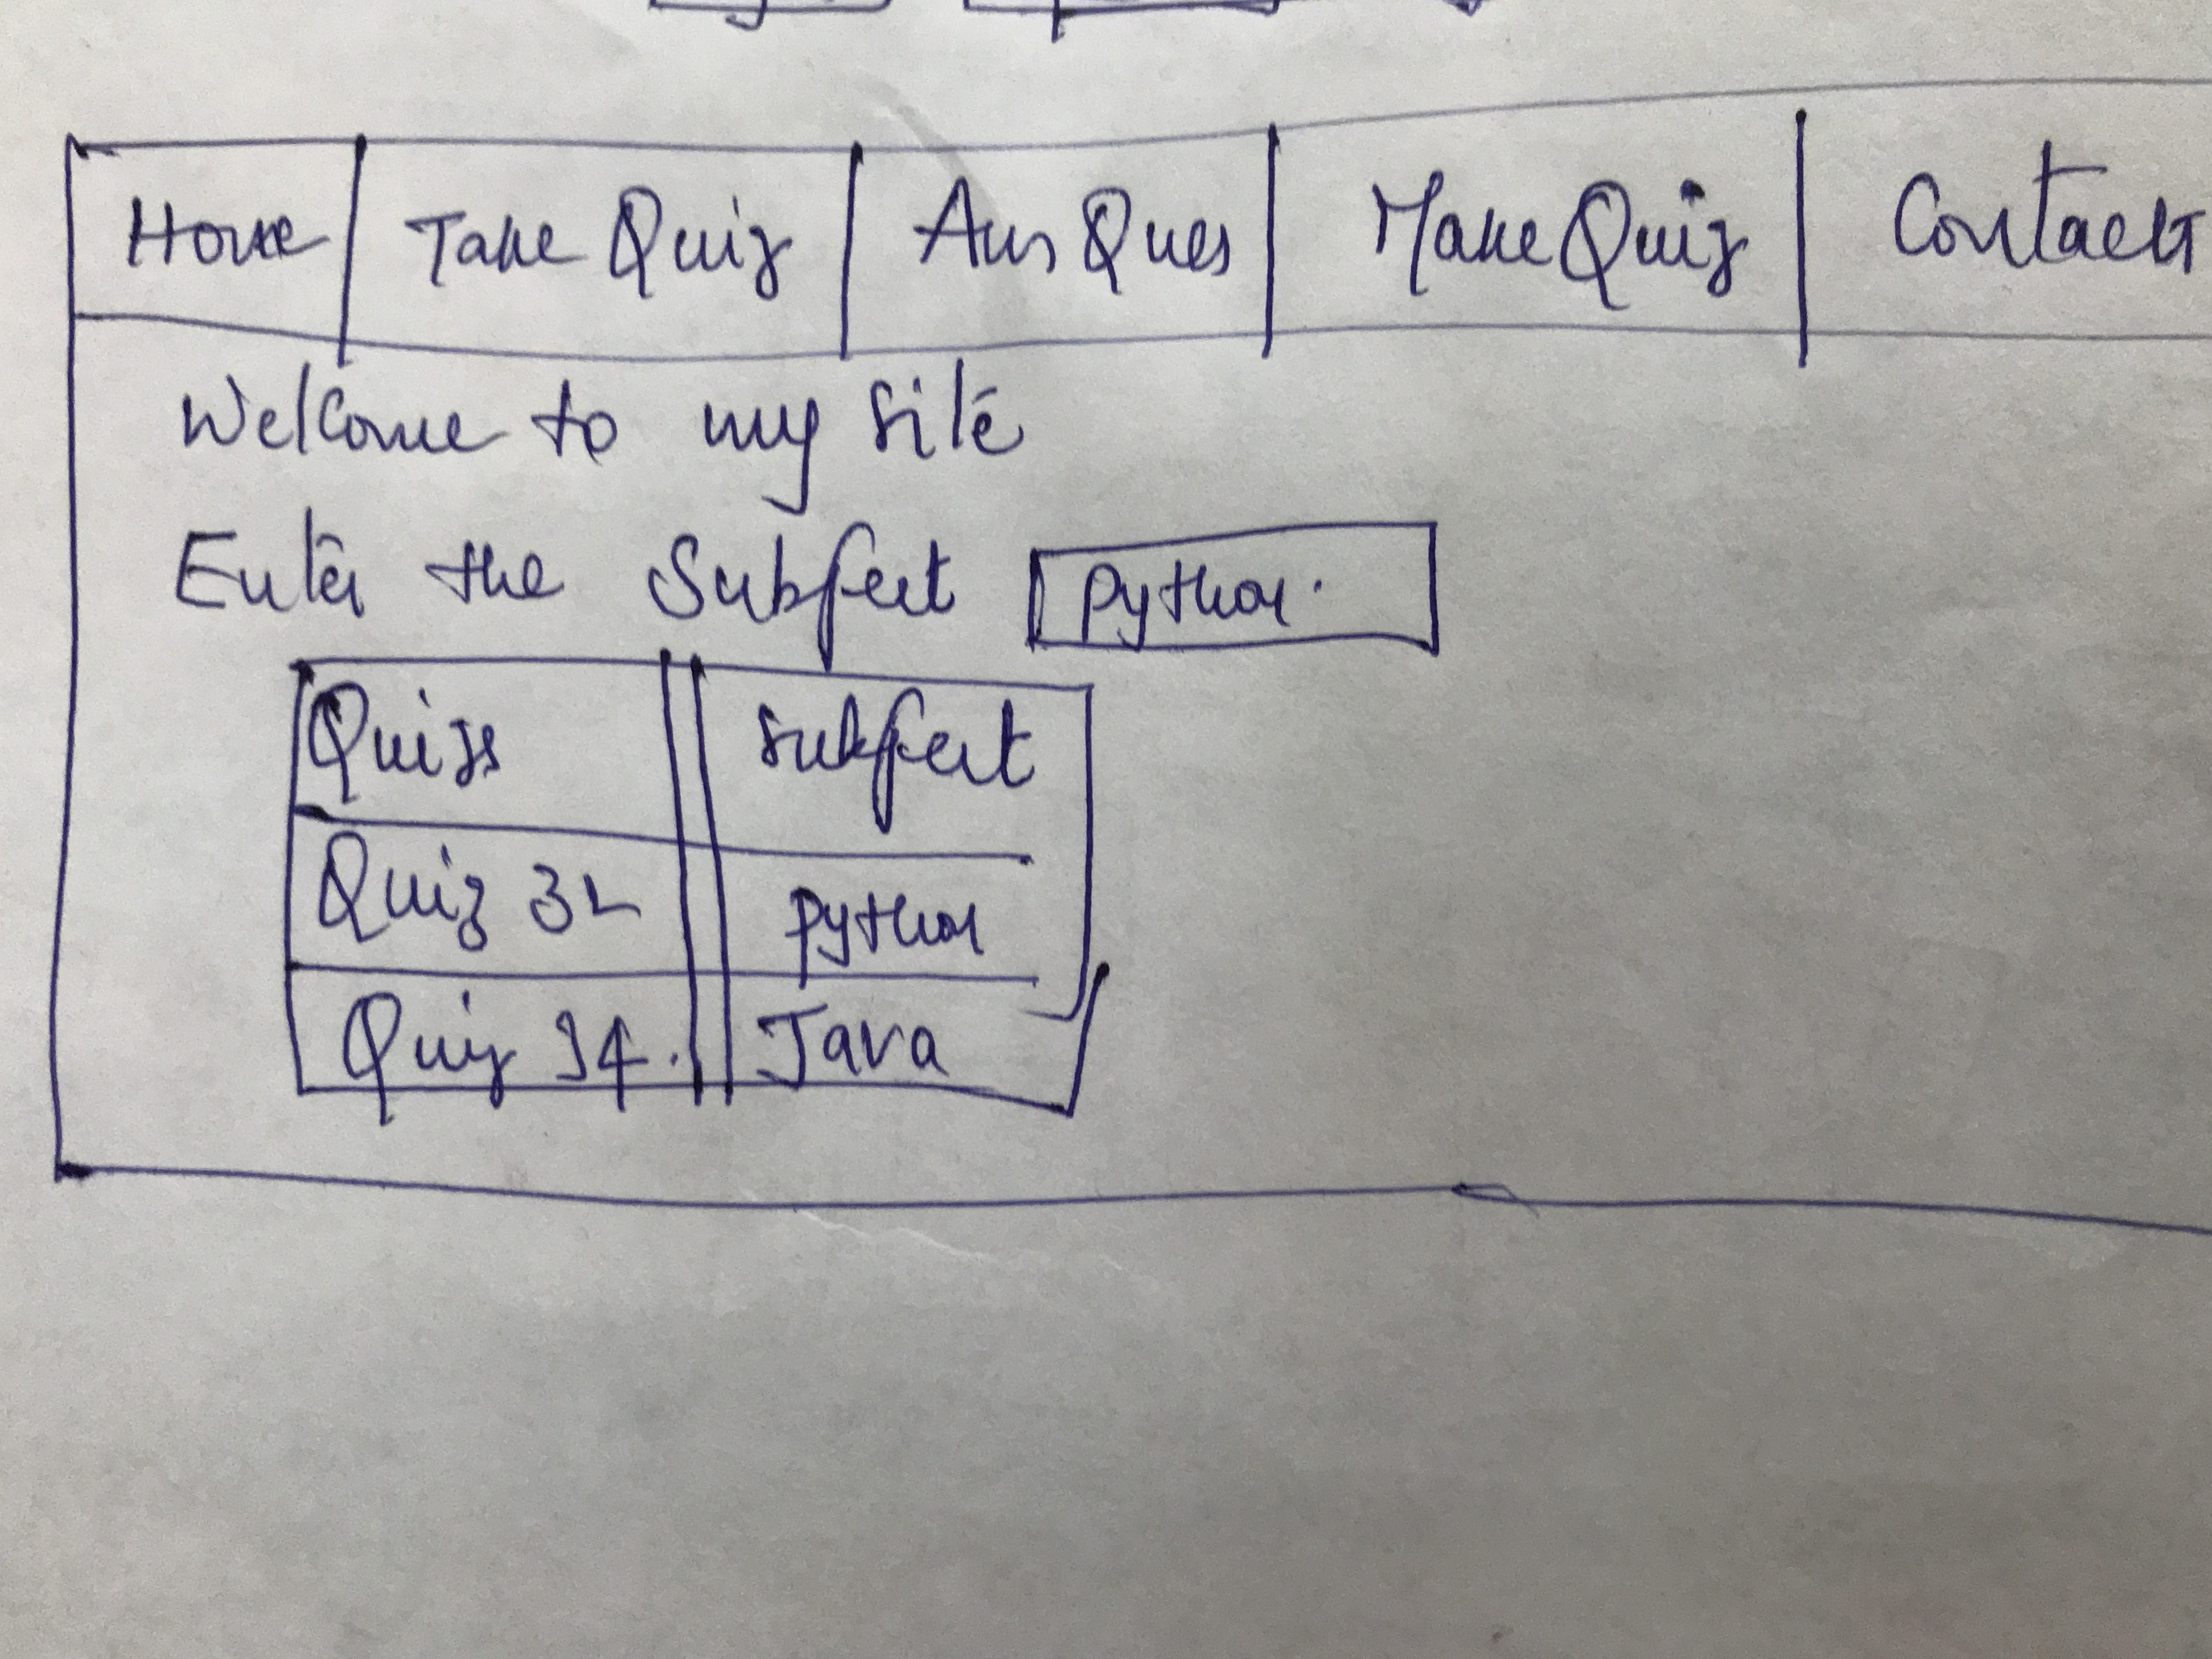 Home Take Quiz Ans Ques Make Quiz Contact
Welcome to my site
Enter the Subject Python.
Quizs Subject
Quiz 32 Python
Quiz 34. Java